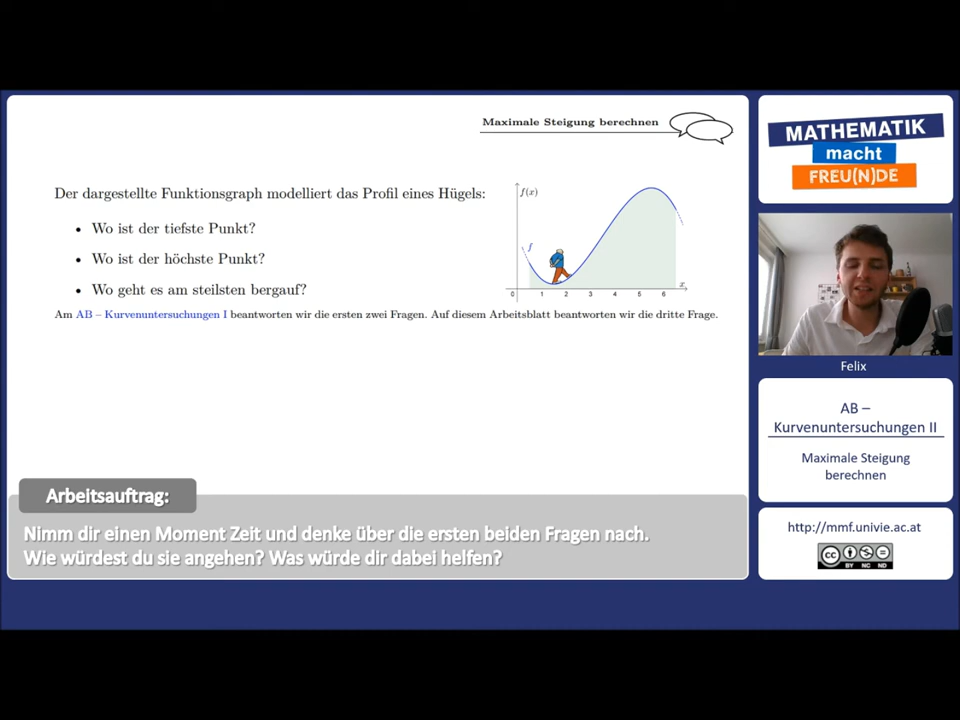 Maximale Steigung berechnen
Der dargestellte Funktionsgraph modelliert das Profil eines Hügels:
• Wo ist der tiefste Punkt?
• Wo ist der höchste Punkt?
• Wo geht es am steilsten bergauf?
Am AB – Kurvenuntersuchungen I beantworten wir die ersten zwei Fragen. Auf diesem Arbeitsblatt beantworten wir die dritte Frage.
f(x)
f
x
0 1 2 3 4 5 6
Arbeitsauftrag:
Nimm dir einen Moment Zeit und denke über die ersten beiden Fragen nach.
Wie würdest du sie angehen? Was würde dir dabei helfen?
MATHEMATIK
macht
FREU(N)DE
Felix
AB –
Kurvenuntersuchungen II
Maximale Steigung
berechnen
http://mmf.univie.ac.at
cc
BY NC ND